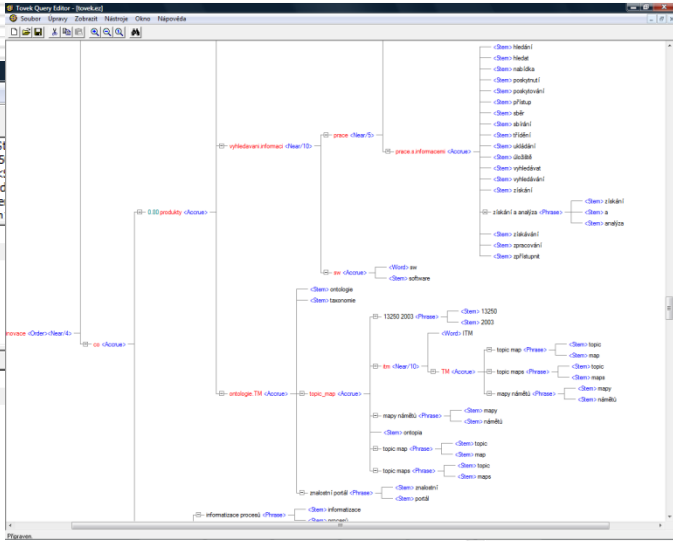 Tovek Query Editor - [tovek.ez]
Soubor Úpravy Zobrazit Nástroje Okno Nápověda
<Stem> hledání
<Stem> hledat
<Stem> nabídka
<Stem> poskytnutí
<Stem> poskytování
<Stem> přístup
<Stem> sběr
<Stem> sbírání
<Stem> třídění
<Stem> ukládání
<Stem> úložiště
<Stem> vyhledávat
<Stem> vyhledávání
<Stem> získání
prace <Near/5>
vyhledavani.informaci <Near/10>
prace.s.informacemi <Accrue>
získání a analýza <Phrase>
<Stem> získání
<Stem> a
<Stem> analýza
0.80 produkty <Accrue>
<Stem> získávání
<Stem> zpracování
<Stem> zpřístupnit
sw <Accrue>
<Word> sw
<Stem> software
<Stem> ontologie
<Stem> taxonomie
13250 2003 <Phrase>
<Stem> 13250
<Stem> 2003
inovace <Order><Near/4>
co <Accrue>
<Word> ITM
itm <Near/10>
TM <Accrue>
topic map <Phrase>
<Stem> topic
<Stem> map
topic maps <Phrase>
<Stem> topic
<Stem> maps
mapy námětů <Phrase>
<Stem> mapy
<Stem> námětů
ontologie.TM <Accrue>
topic_map <Accrue>
mapy námětů <Phrase>
<Stem> mapy
<Stem> námětů
<Stem> ontopia
topic map <Phrase>
<Stem> topic
<Stem> map
topic maps <Phrase>
<Stem> topic
<Stem> maps
znalostní portál <Phrase>
<Stem> znalostní
<Stem> portál
informatizace procesů <Phrase>
<Stem> informatizace
<Stem> procesů
Připraven.